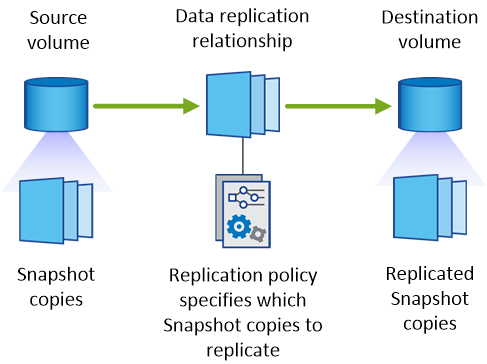 Source
volume
Data replication
relationship
Destination
volume
Snapshot
copies
Replication policy
specifies which
Snapshot copies to
replicate
Replicated
Snapshot
copies